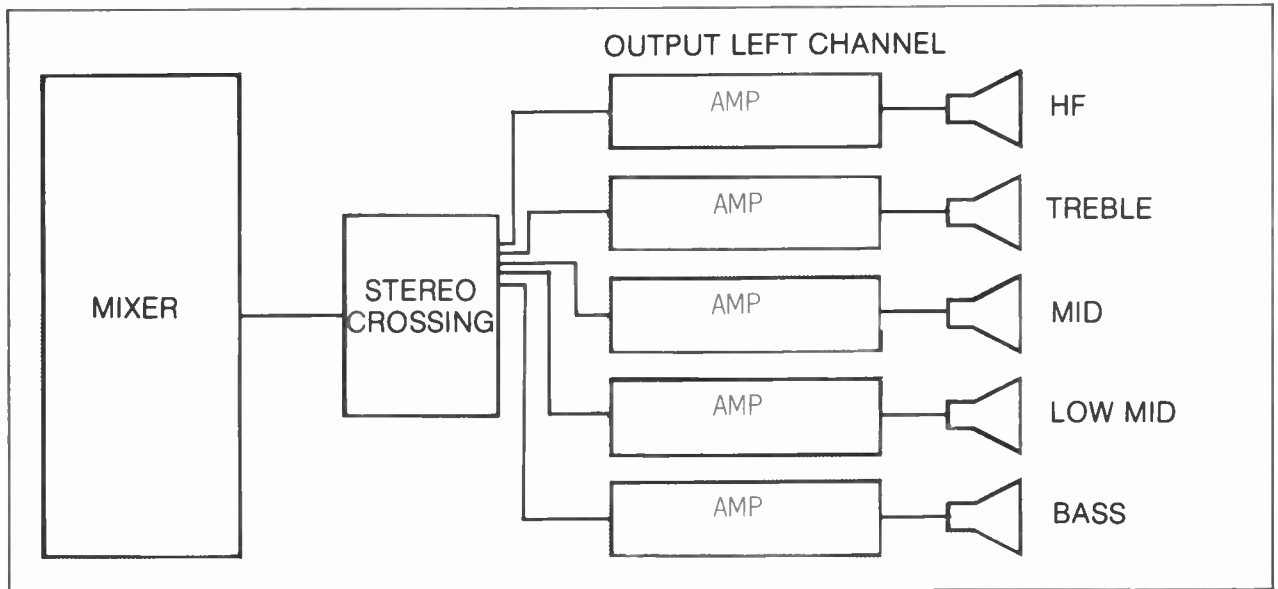 OUTPUT LEFT CHANNEL
AMP
HF
AMP
TREBLE
MIXER
STEREO
CROSSING
AMP
MID
AMP
LOW MID
AMP
BASS